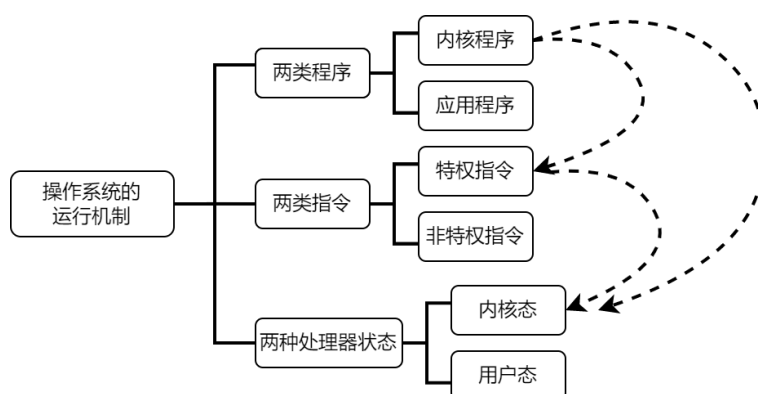 两类程序
内核程序
应用程序
操作系统的
运行机制
两类指令
特权指令
非特权指令
两种处理器状态
内核态
用户态